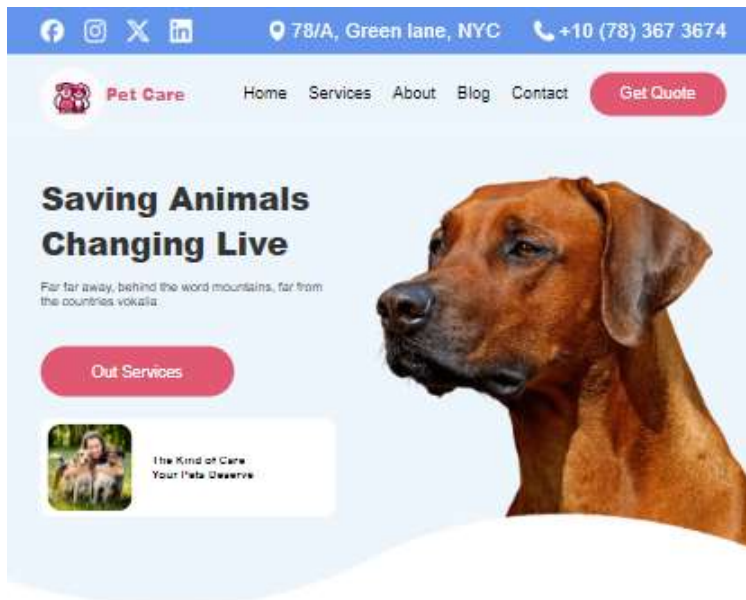 78/A, Green lane, NYC
+10 (78) 367 3674
Pet Care
Home Services About Blog Contact Get Quote
Saving Animals
Changing Live
Far far away, behind the word mountains, far from
the countries vokalia
Out Services
The Kind of Care
Your Pets Deserve